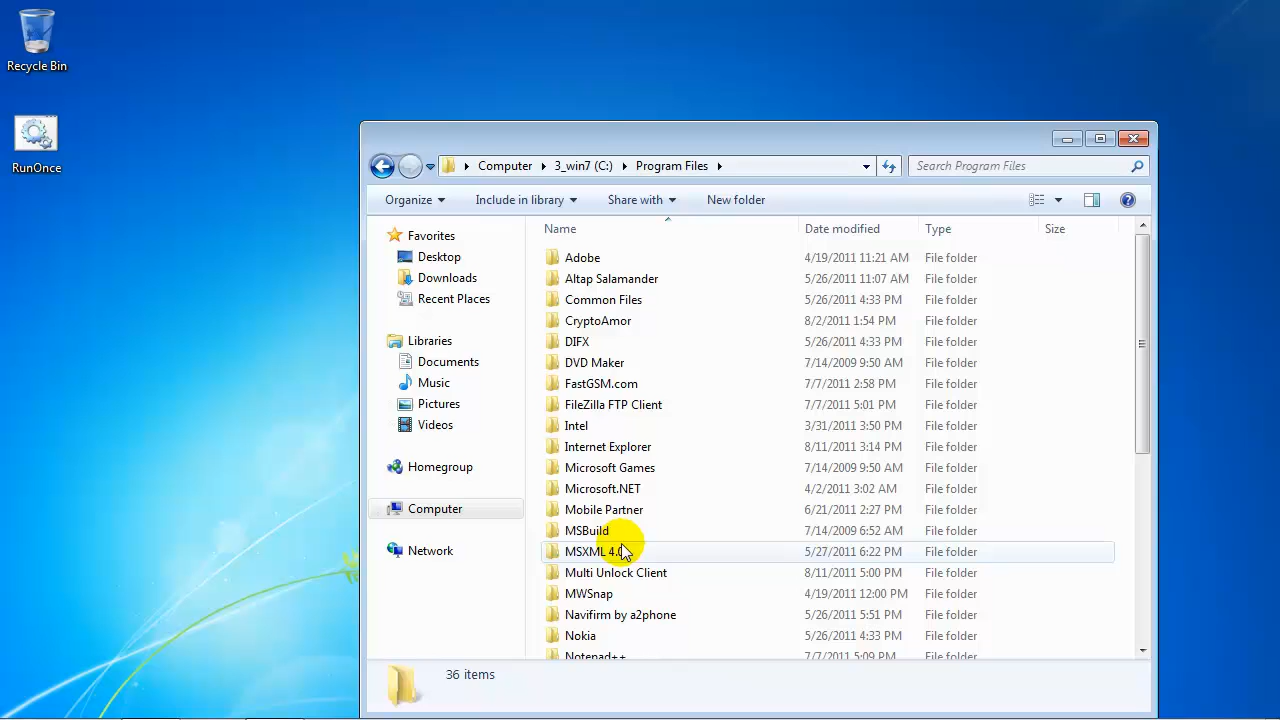 Recycle Bin
RunOnce
Computer 3_win7 (C:) Program Files
Search Program Files
Organize Include in library Share with New folder
Favorites
Desktop
Downloads
Recent Places
Libraries
Documents
Music
Pictures
Videos
Homegroup
Computer
Network
Name Date modified Type Size
Adobe 4/19/2011 11:21 AM File folder
Altap Salamander 5/26/2011 11:07 AM File folder
Common Files 5/26/2011 4:33 PM File folder
CryptoAmor 8/2/2011 1:54 PM File folder
DIFX 5/26/2011 4:33 PM File folder
DVD Maker 7/14/2009 9:50 AM File folder
FastGSM.com 7/7/2011 2:58 PM File folder
FileZilla FTP Client 7/7/2011 5:01 PM File folder
Intel 3/31/2011 3:50 PM File folder
Internet Explorer 8/11/2011 3:14 PM File folder
Microsoft Games 7/14/2009 9:50 AM File folder
Microsoft.NET 4/2/2011 3:02 AM File folder
Mobile Partner 6/21/2011 2:27 PM File folder
MSBuild 7/14/2009 6:52 AM File folder
MSXML 4.0 5/27/2011 6:22 PM File folder
Multi Unlock Client 8/11/2011 5:00 PM File folder
MWSnap 4/19/2011 12:00 PM File folder
Navifirm by a2phone 5/26/2011 5:51 PM File folder
Nokia 5/26/2011 4:33 PM File folder
Notepad++ 7/7/2011 5:09 PM File folder
36 items